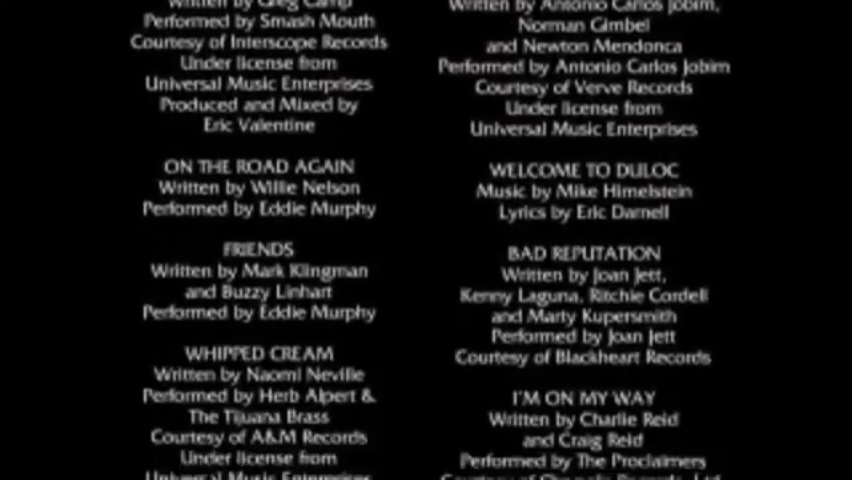 Written by Greg Camp
Performed by Smash Mouth
Courtesy of Interscope Records
Under license from
Universal Music Enterprises
Produced and Mixed by
Eric Valentine
ON THE ROAD AGAIN
Written by Willie Nelson
Performed by Eddie Murphy
FRIENDS
Written by Mark Klingman
and Buzzy Linhart
Performed by Eddie Murphy
WHIPPED CREAM
Written by Naomi Neville
Performed by Herb Alpert &
The Tijuana Brass
Courtesy of A&M Records
Under license from
Universal Music Enterprises
Written by Antonio Carlos Jobim,
Norman Gimbel
and Newton Mendonca
Performed by Antonio Carlos Jobim
Courtesy of Verve Records
Under license from
Universal Music Enterprises
WELCOME TO DULOC
Music by Mike Himelstein
Lyrics by Eric Darnell
BAD REPUTATION
Written by Joan Jett,
Kenny Laguna, Ritchie Cordell
and Marty Kupersmith
Performed by Joan Jett
Courtesy of Blackheart Records
I'M ON MY WAY
Written by Charlie Reid
and Craig Reid
Performed by The Proclaimers
Courtesy of Records, Ltd.